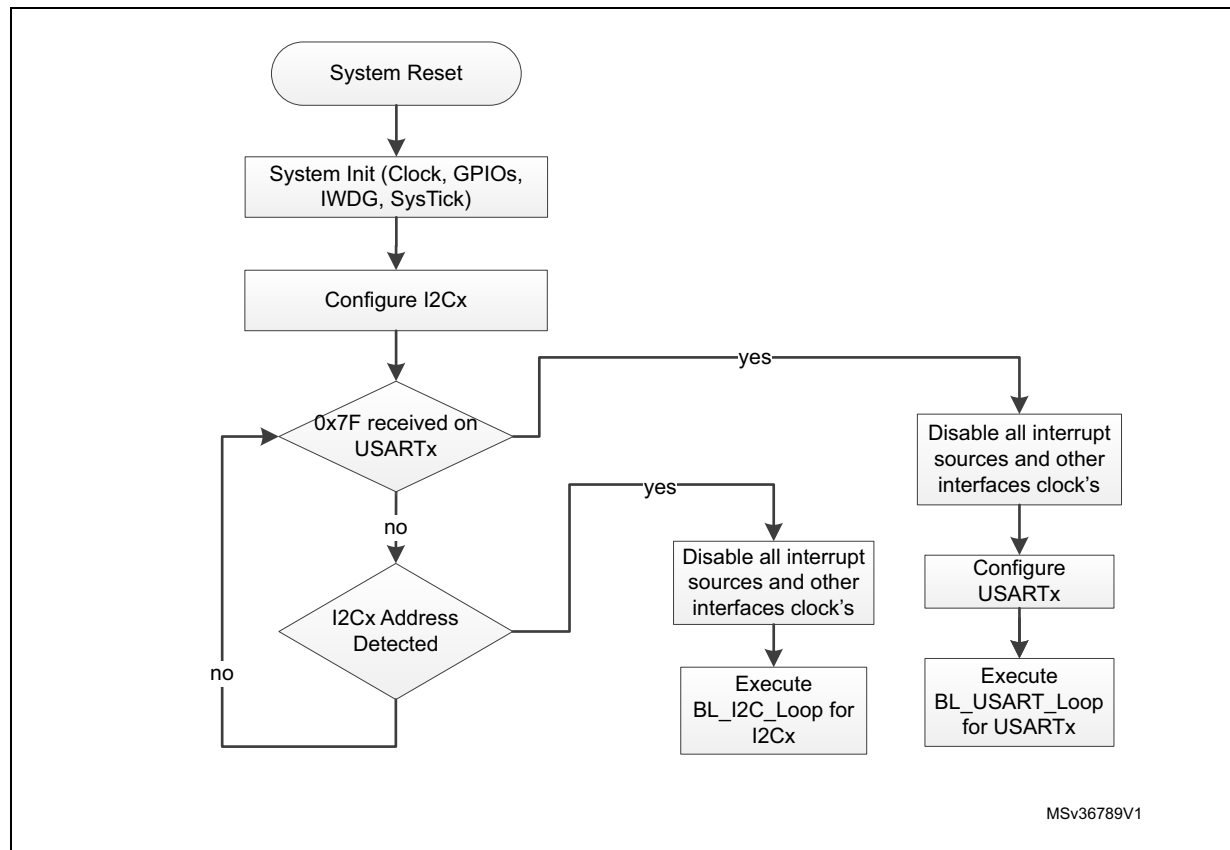 System Reset
System Init (Clock, GPIOs,
IWDG, SysTick)
Configure I2Cx
yes
0x7F received on
USARTx
Disable all interrupt
sources and other
interfaces clock’s
yes
no
Disable all interrupt
sources and other
interfaces clock’s
Configure
USARTx
I2Cx Address
Detected
no
Execute
BL_I2C_Loop for
I2Cx
Execute
BL_USART_Loop
for USARTx
MSv36789V1